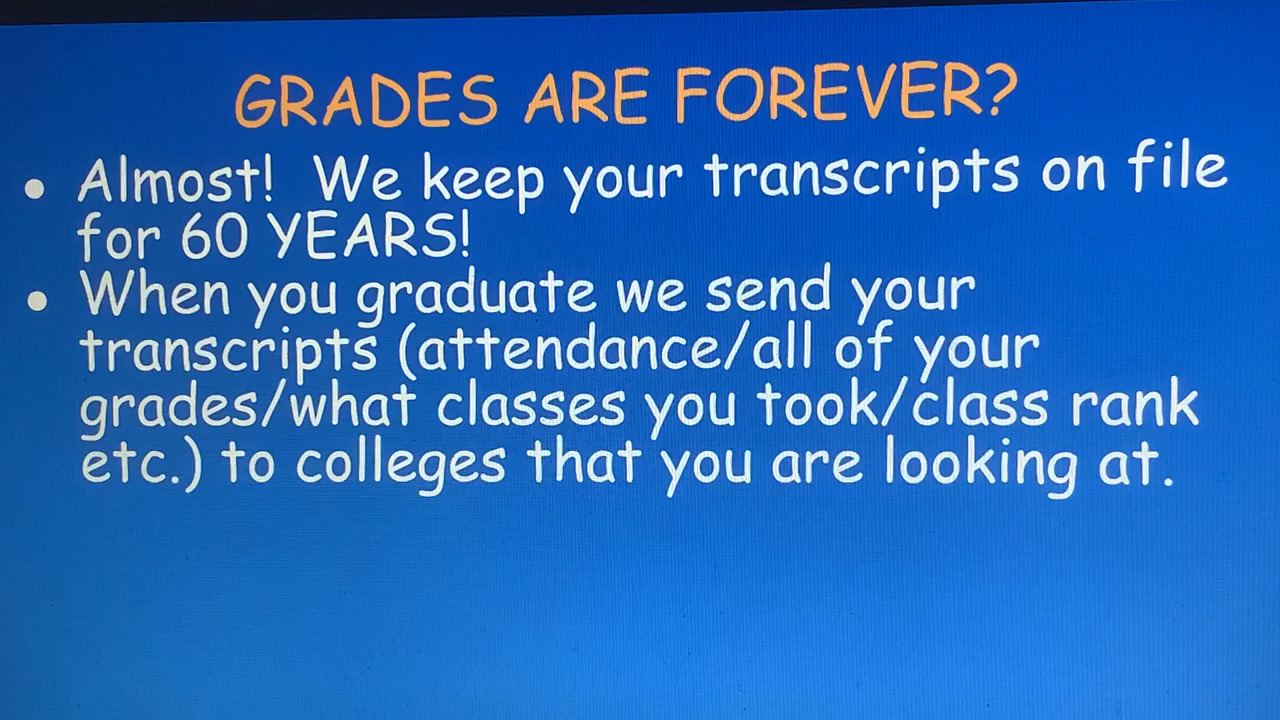 GRADES ARE FOREVER?
• Almost! We keep your transcripts on file
for 60 YEARS!
• When you graduate we send your
transcripts (attendance/all of your
grades/what classes you took/class rank
etc.) to colleges that you are looking at.